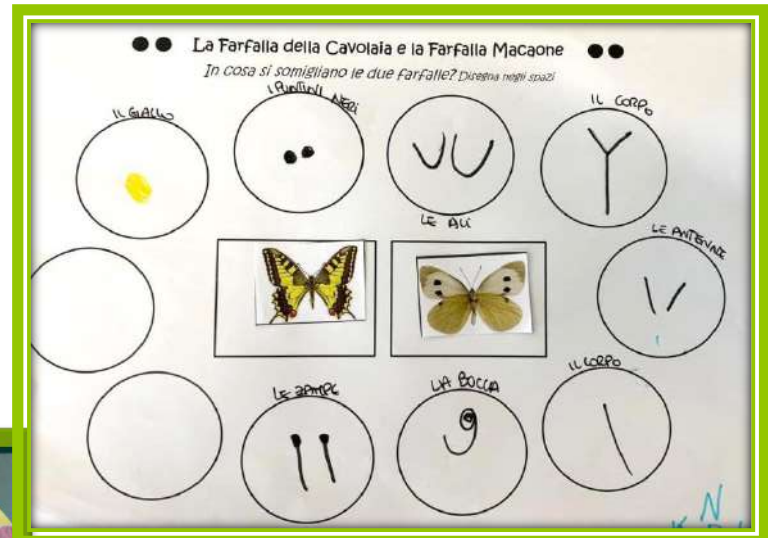 La Farfalla della Cavolaia e la Farfalla Macaone
In cosa si somigliano le due farfalle? Disegna negli spazi
IL GIALLO
I PUNTINI NERI
LE ALI
IL CORPO
LE ANTENNE
LE ZAMPE
LA BOCCA
IL CORPO
N